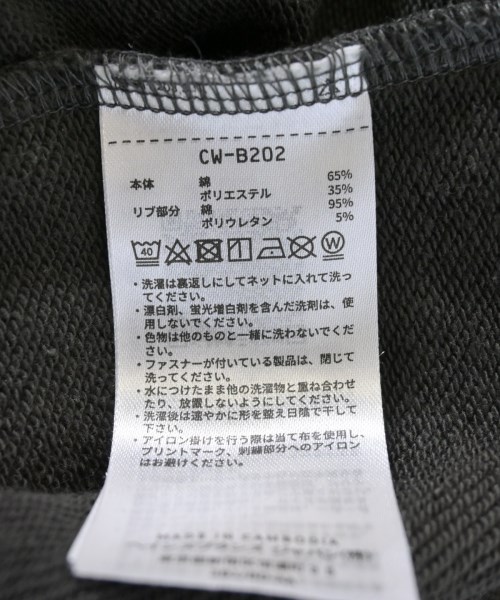 CW-B202
本体 綿 65%
ポリエステル 35%
リブ部分 綿 95%
ポリウレタン 5%
40 W
・洗濯は裏返しにしてネットに入れて洗っ
てください。
・漂白剤、蛍光増白剤を含んだ洗剤は、使
用しないでください。
・色物は他のものと一緒に洗わないでくだ
さい。
・ファスナーが付いている製品は、閉じて
洗ってください。
・水につけたまま他の洗濯物と重ね合わせ
たり、放置しないようにしてください。
・洗濯後は速やかに形を整え日陰で干して
下さい。
・アイロン掛けを行う際は当て布を使用し、
プリントマーク、刺繍部分へのアイロン
はお避けください。
MADE IN CAMBODIA